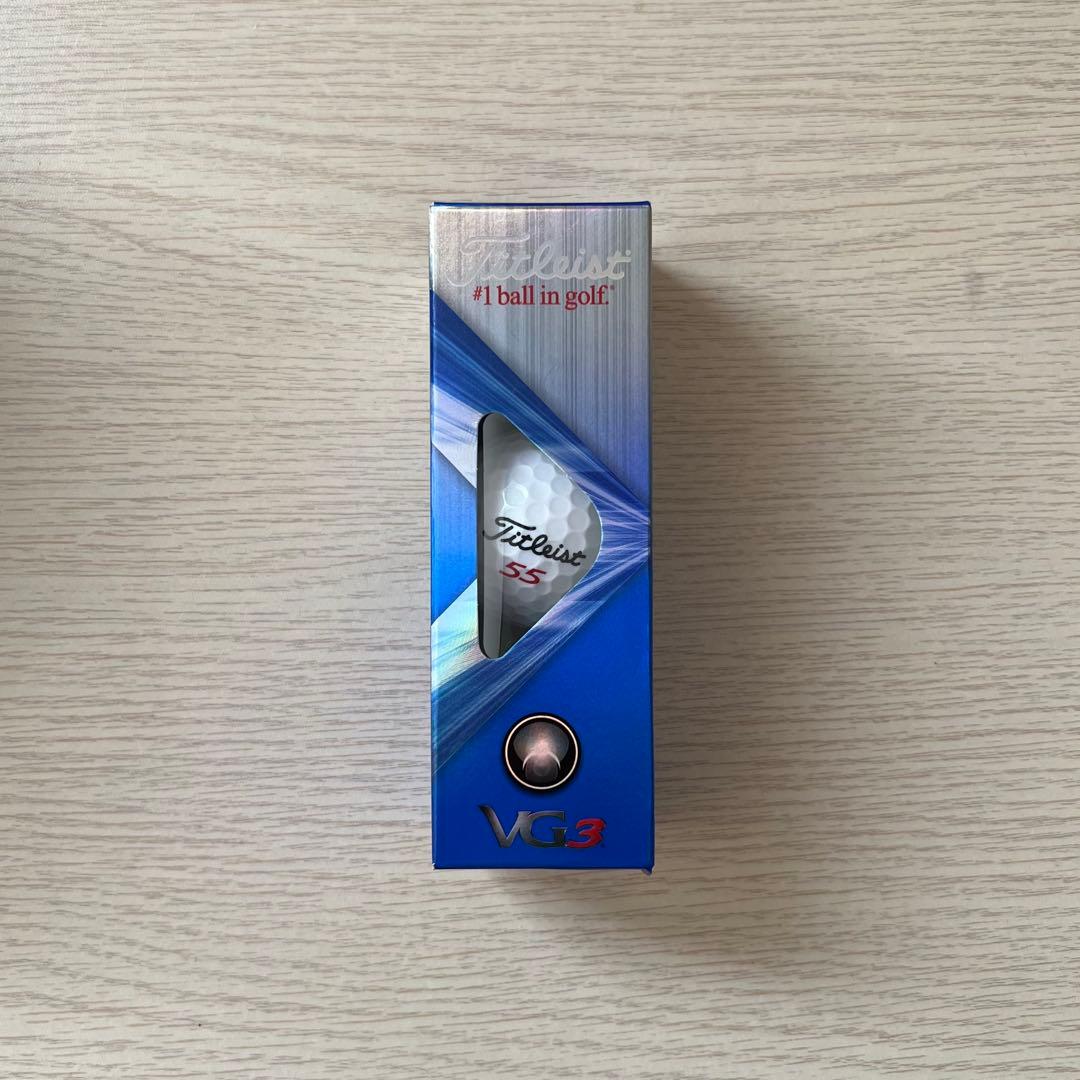 Titleist®
#1 ball in golf.®
Titleist
55
VG3